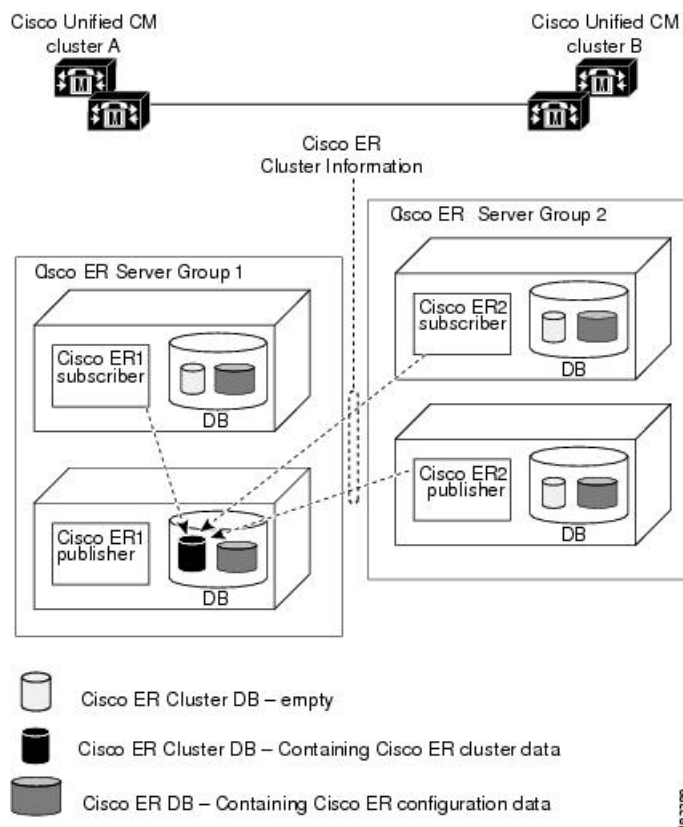 Cisco Unified CM
cluster A
Cisco Unified CM
cluster B
M
M
M
M
Cisco ER
Cluster Information
Cisco ER Server Group 2
Cisco ER Server Group 1
Cisco ER2
subscriber
DB
Cisco ER1
subscriber
DB
Cisco ER2
publisher
DB
Cisco ER1
publisher
DB
Cisco ER Cluster DB – empty
Cisco ER Cluster DB – Containing Cisco ER cluster data
Cisco ER DB – Containing Cisco ER configuration data